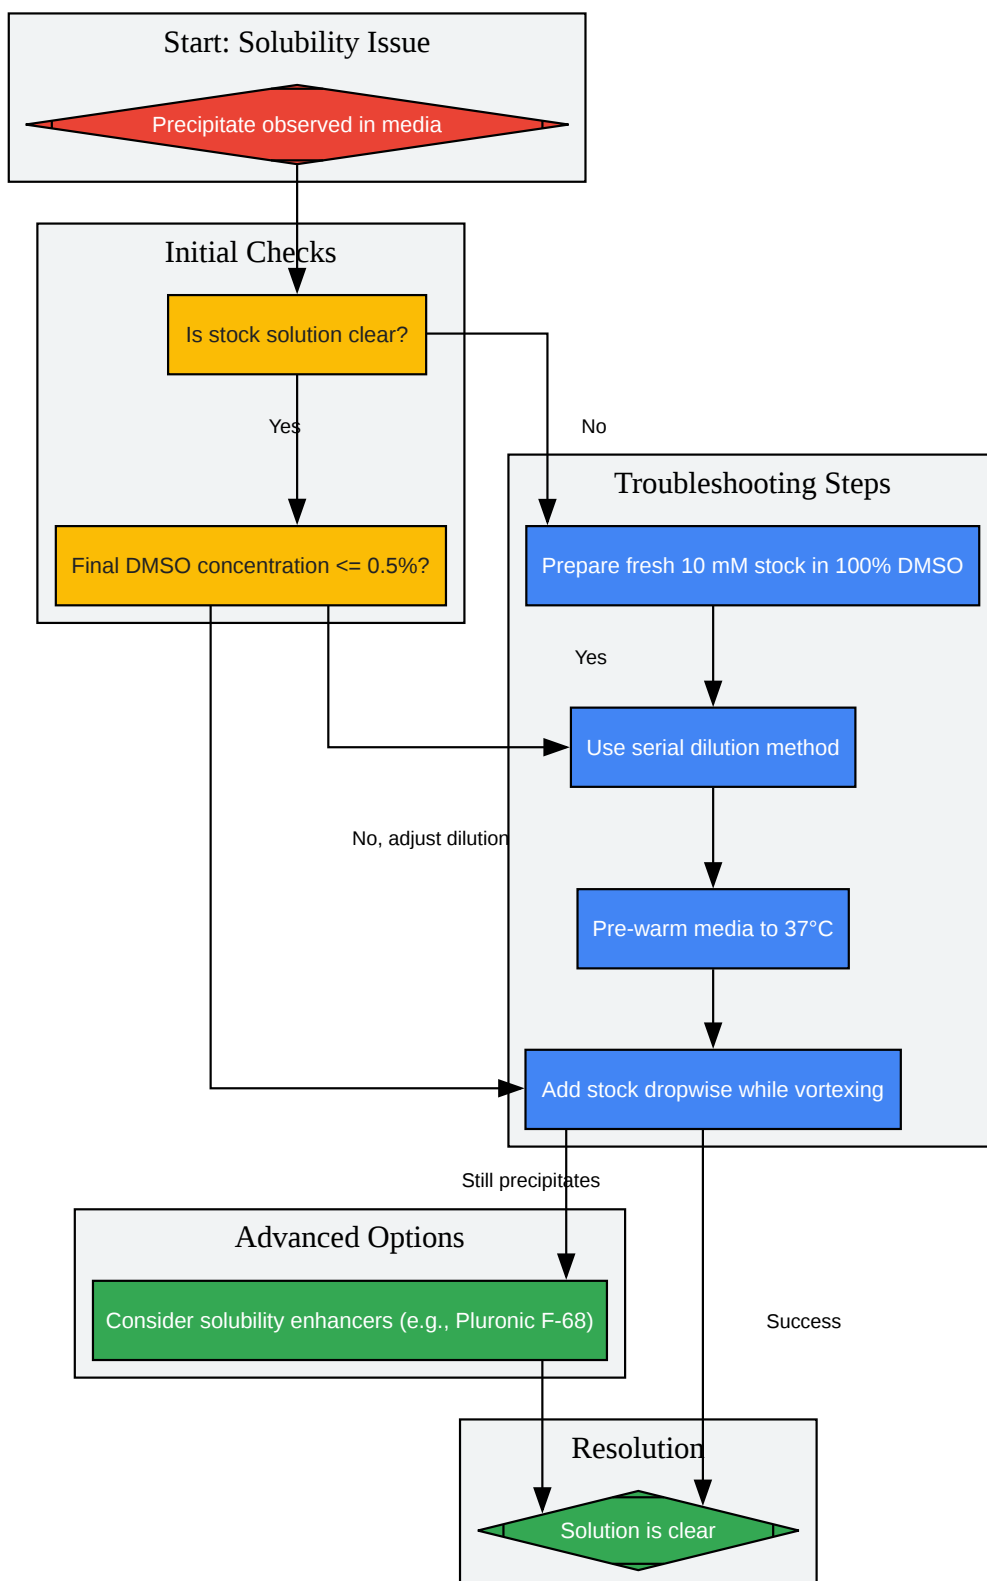 Start: Solubility Issue
Precipitate observed in media
Initial Checks
Is stock solution clear?
Yes
No
Troubleshooting Steps
Final DMSO concentration <= 0.5%?
Prepare fresh 10 mM stock in 100% DMSO
Yes
Use serial dilution method
No, adjust dilution
Pre-warm media to 37°C
Add stock dropwise while vortexing
Still precipitates
Advanced Options
Consider solubility enhancers (e.g., Pluronic F-68)
Success
Resolution
Solution is clear